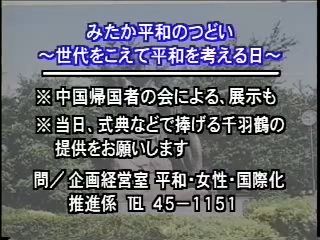 みたか平和のつどい
～世代をこえて平和を考える日～
※中国帰国者の会による、展示も
※当日、式典などで捧げる千羽鶴の
提供をお願いします
問／企画経営室 平和・女性・国際化
推進係 ℡ 45－1151